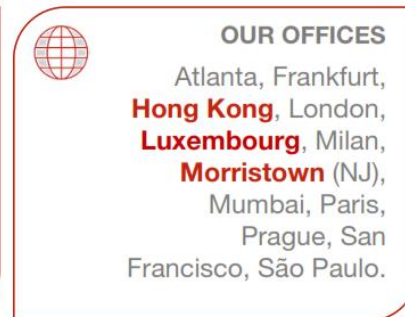 OUR OFFICES
Atlanta, Frankfurt,
Hong Kong, London,
Luxembourg, Milan,
Morristown (NJ),
Mumbai, Paris,
Prague, San
Francisco, São Paulo.